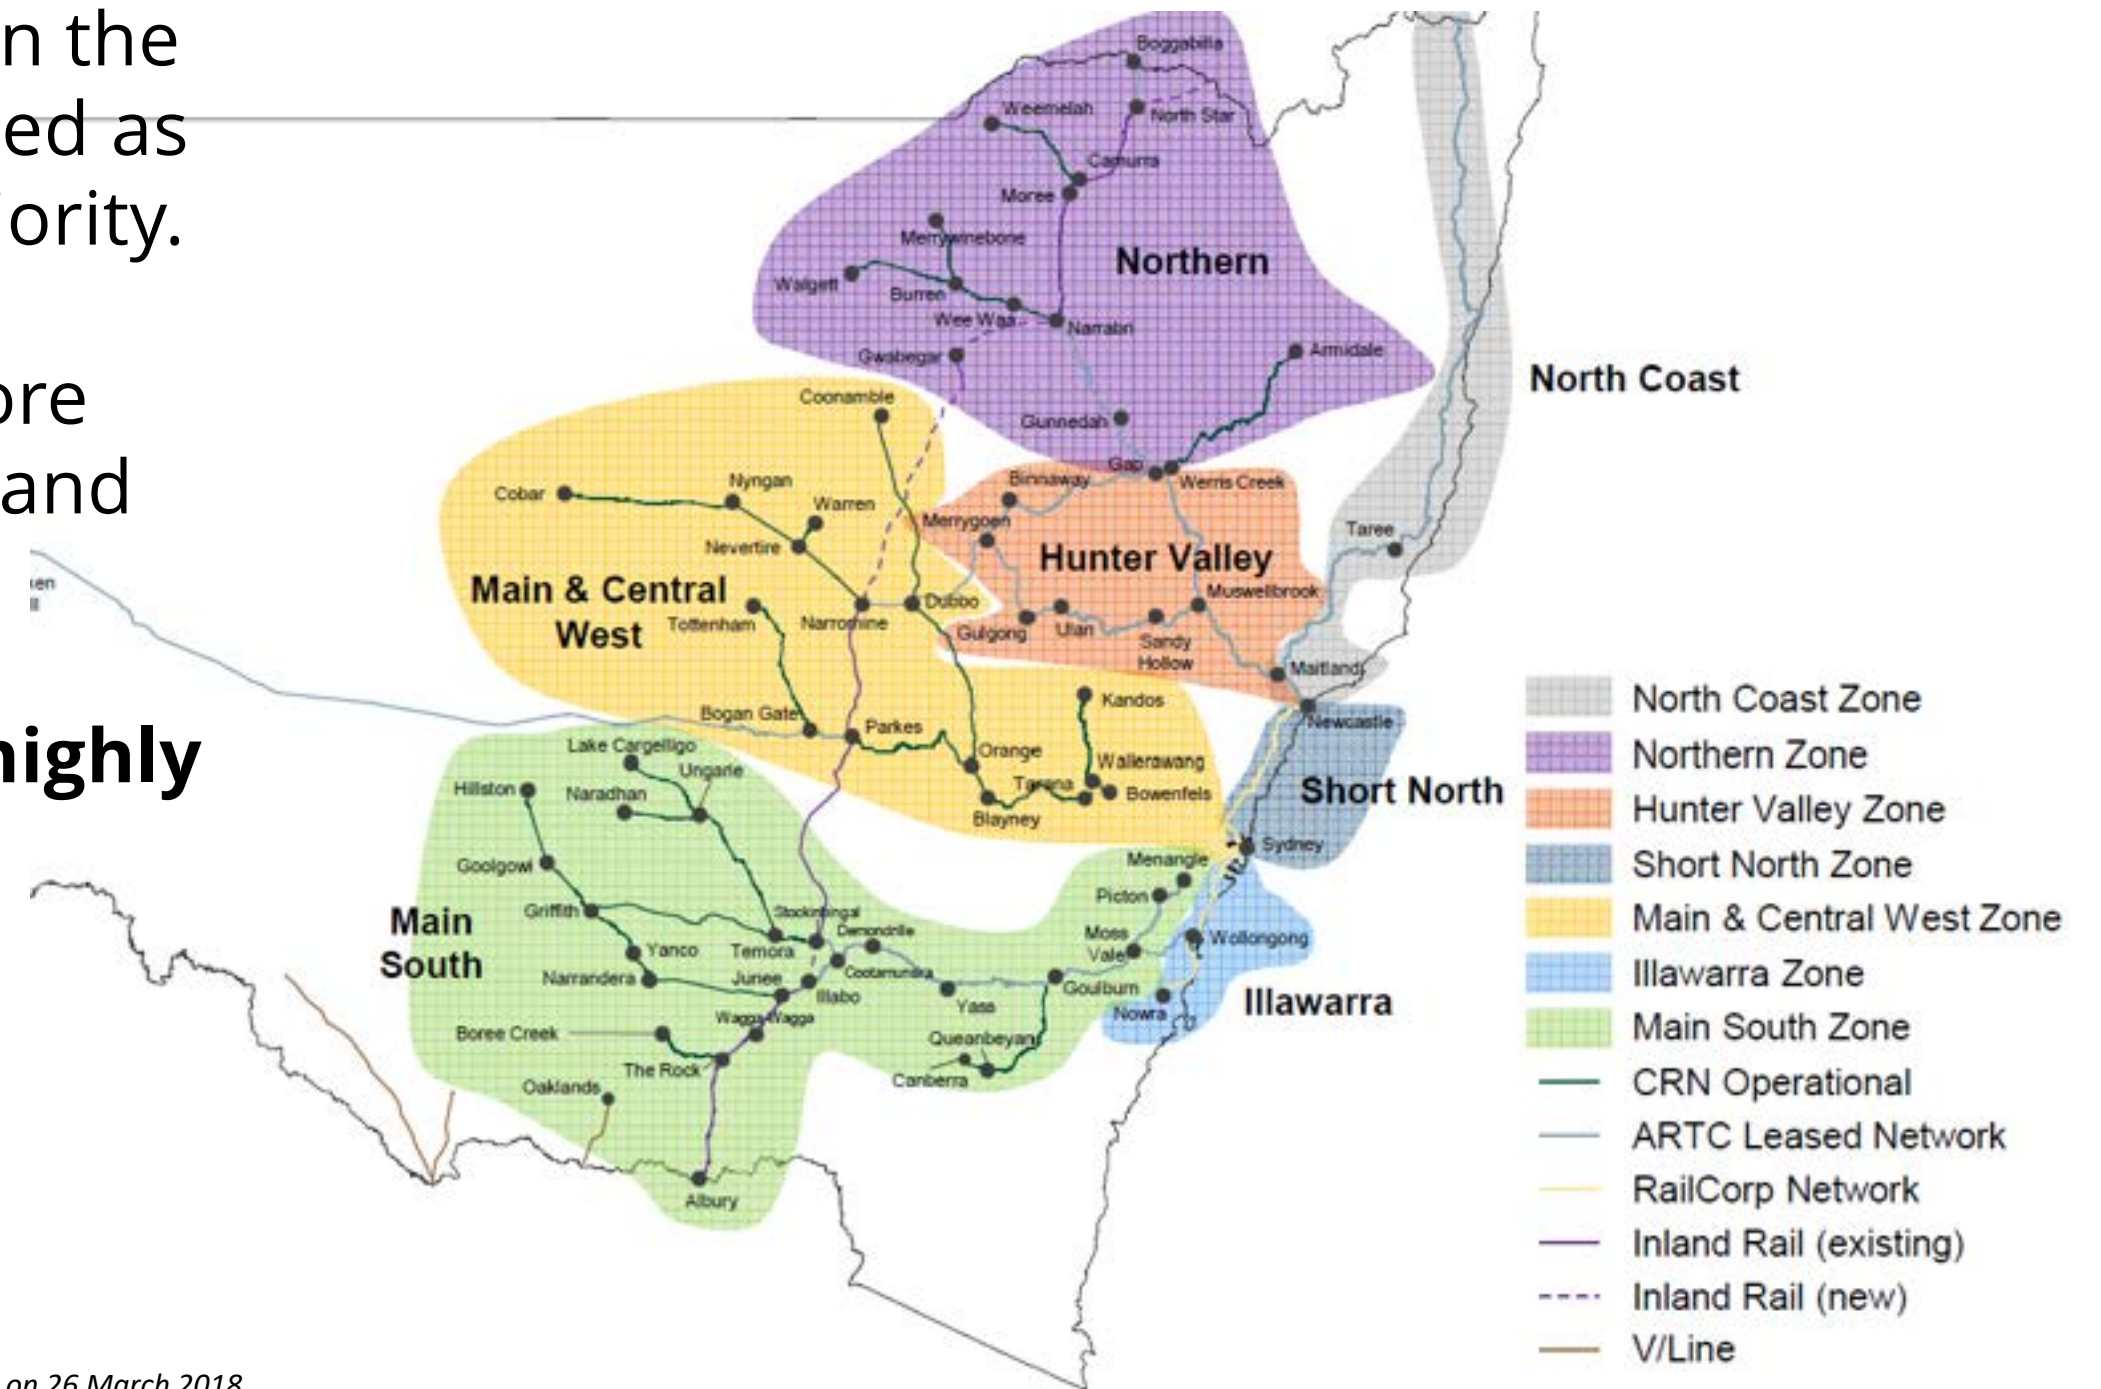 n the
ed as
iority.
ore
and
highly
on 26 March 2018
Boggabilla
Weemelah
North Star
Camurra
Moree
Merrywinebone
Northern
Walgett
Burren
Wee Waa
Narrabri
Gwabegar
Armidale
North Coast
Coonamble
Gunnedah
Gap
Werris Creek
Binnaway
Cobar
Nyngan
Warren
Merrygoen
Taree
Nevertire
Hunter Valley
Main & Central
West
Muswellbrook
Dubbo
Tottenham
Narromine
Gulgong
Ulan
Sandy
Hollow
Maitland
Kandos
Bogan Gate
Parkes
Newcastle
Lake Cargelligo
Ungarie
Orange
Wallerawang
Tarana
Bowenfels
Short North
Hillston
Naradhan
Blayney
Sydney
Menangle
Goolgowi
Picton
Main
South
Griffith
Stockinbingal
Demondrille
Moss
Vale
Wollongong
Yanco
Temora
Cootamundra
Narrandera
Junee
Illabo
Goulburn
Yass
Nowra
Illawarra
Wagga Wagga
Boree Creek
Queanbeyan
The Rock
Canberra
Oaklands
Albury
North Coast Zone
Northern Zone
Hunter Valley Zone
Short North Zone
Main & Central West Zone
Illawarra Zone
Main South Zone
CRN Operational
ARTC Leased Network
RailCorp Network
Inland Rail (existing)
Inland Rail (new)
V/Line